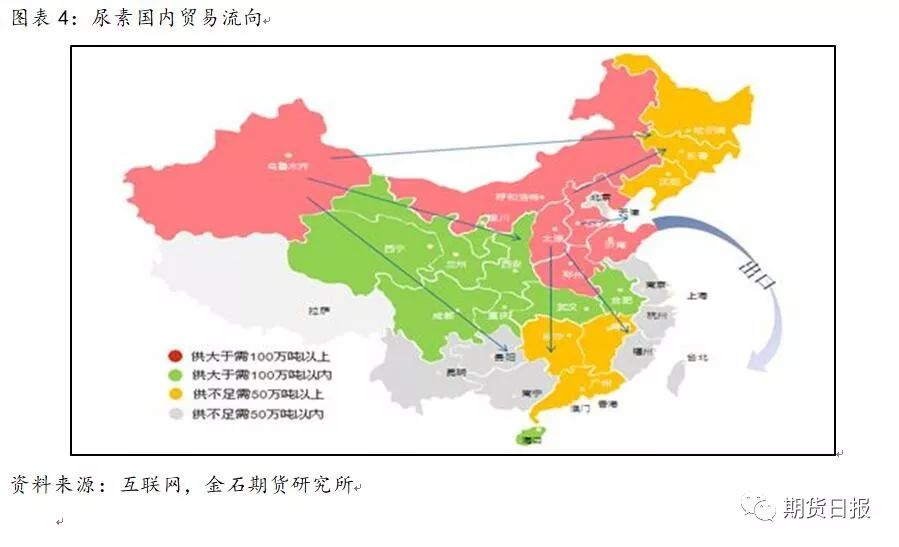 图表 4：尿素国内贸易流向
哈尔滨
长春
沈阳
乌鲁木齐
呼和浩特
北京
天津
银川
太原
济南
西宁
兰州
西安
郑州
出口
拉萨
成都
重庆
武汉
合肥
南京
上海
杭州
贵阳
长沙
福州
台北
昆明
南宁
广州
澳门
香港
海口
供大于需100万吨以上
供大于需100万吨以内
供不足需50万吨以上
供不足需50万吨以内
资料来源：互联网，金石期货研究所
期货日报